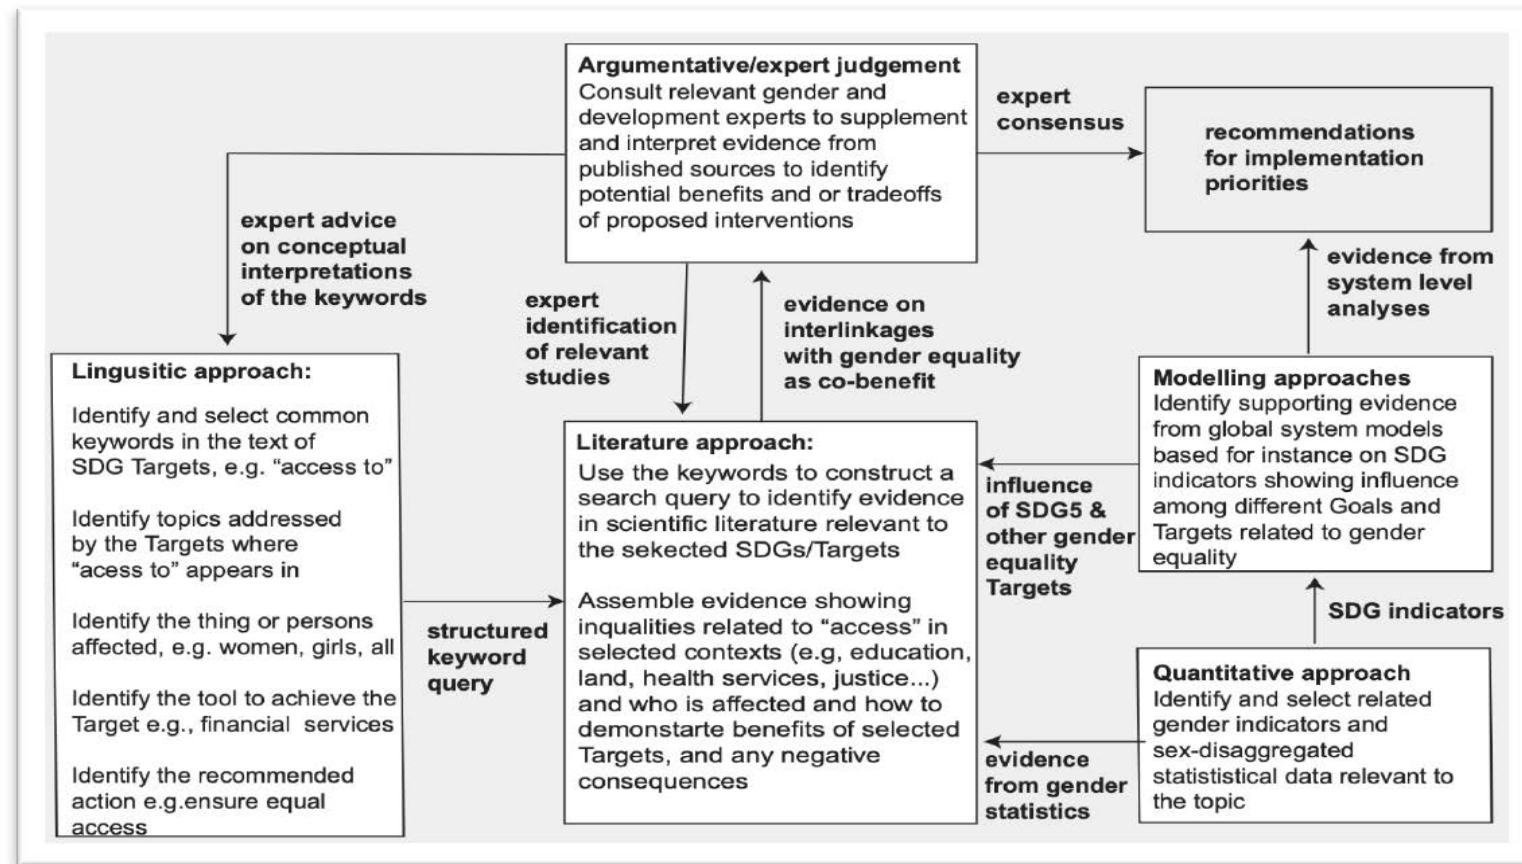 Argumentative/expert judgement
Consult relevant gender and
development experts to supplement
and interpret evidence from
published sources to identify
potential benefits and or tradeoffs
of proposed interventions
expert
consensus
recommendations
for implementation
priorities
expert advice
on conceptual
interpretations
of the keywords
expert
identification
of relevant
studies
evidence on
interlinkages
with gender equality
as co-benefit
evidence from
system level
analyses
Lingusitic approach:
Identify and select common
keywords in the text of
SDG Targets, e.g. “access to”
Identify topics addressed
by the Targets where
“acess to” appears in
Identify the thing or persons
affected, e.g. women, girls, all
Identify the tool to achieve the
Target e.g., financial services
Identify the recommended
action e.g.ensure equal
access
structured
keyword
query
Literature approach:
Use the keywords to construct a
search query to identify evidence
in scientific literature relevant to
the sekected SDGs/Targets
Assemble evidence showing
inqualities related to “access” in
selected contexts (e.g, education,
land, health services, justice...)
and who is affected and how to
demonstarte benefits of selected
Targets, and any negative
consequences
influence
of SDG5 &
other gender
equality
Targets
Modelling approaches
Identify supporting evidence
from global system models
based for instance on SDG
indicators showing influence
among different Goals and
Targets related to gender
equality
SDG indicators
evidence
from gender
statistics
Quantitative approach
Identify and select related
gender indicators and
sex-disaggregated
statististical data relevant to
the topic